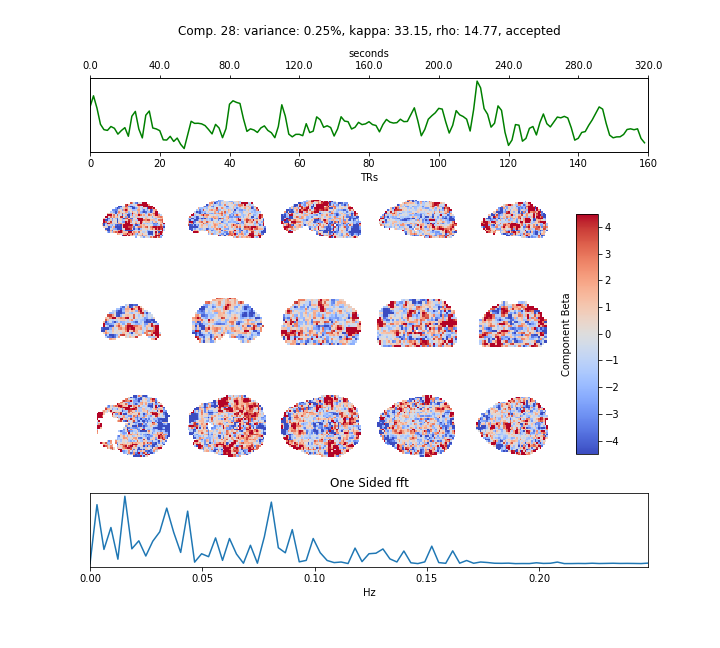 Comp. 28: variance: 0.25%, kappa: 33.15, rho: 14.77, accepted
seconds
0.0 40.0 80.0 120.0 160.0 200.0 240.0 280.0 320.0
0 20 40 60 80 100 120 140 160
TRs
4
3
2
1
0
−1
−2
−3
−4
Component Beta
One Sided fft
0.00 0.05 0.10 0.15 0.20
Hz